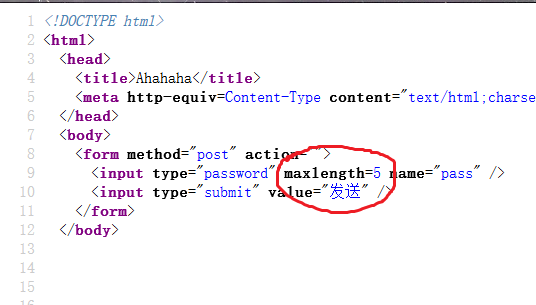 1 <!DOCTYPE html>
2 <html>
3 <head>
4 <title>Ahahaha</title>
5 <meta http-equiv=Content-Type content="text/html;charse
6 </head>
7 <body>
8 <form method="post" action="">
9 <input type="password" maxlength=5 name="pass" />
10 <input type="submit" value="发送" />
11 </form>
12 </body>
13
14
15
16